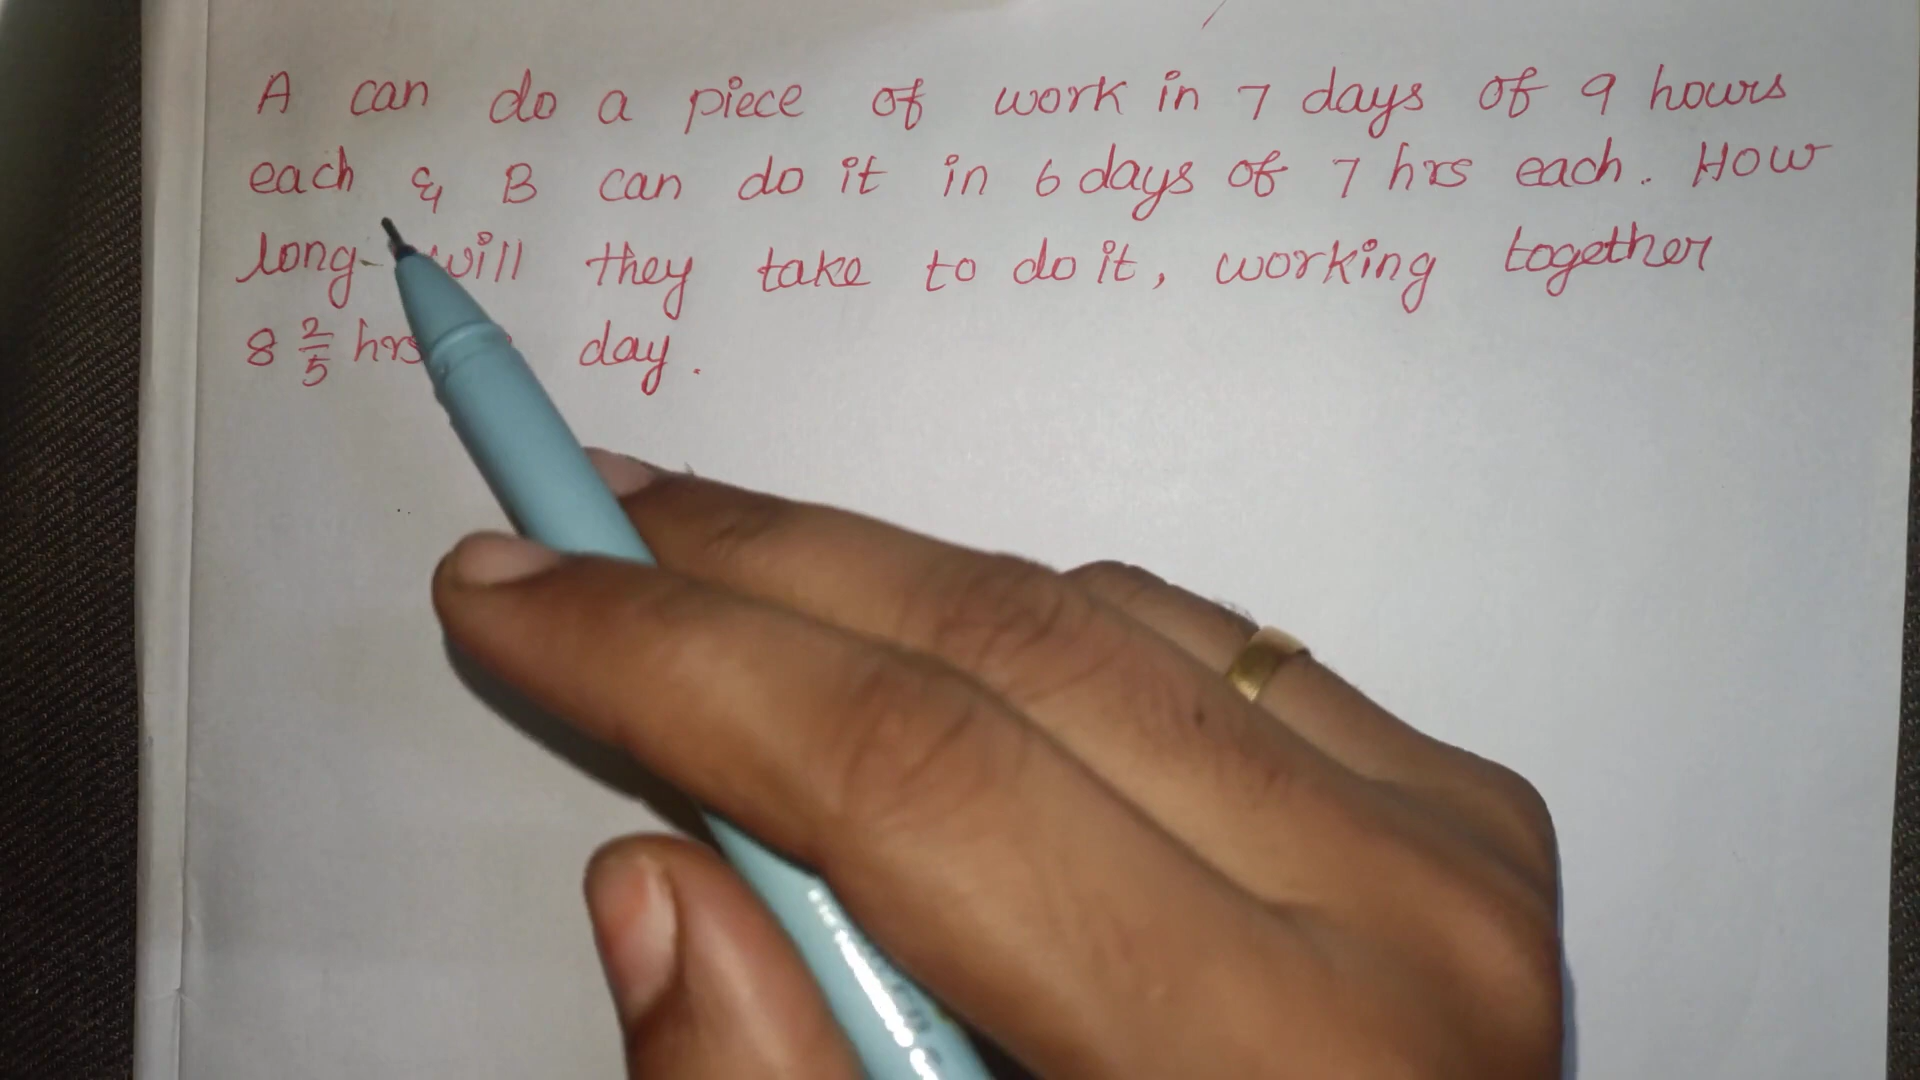 A can do a piece of work in 7 days of 9 hours
each & B can do it in 6 days of 7 hrs each. How
long will they take to do it, working together
8 2/5 hrs day.